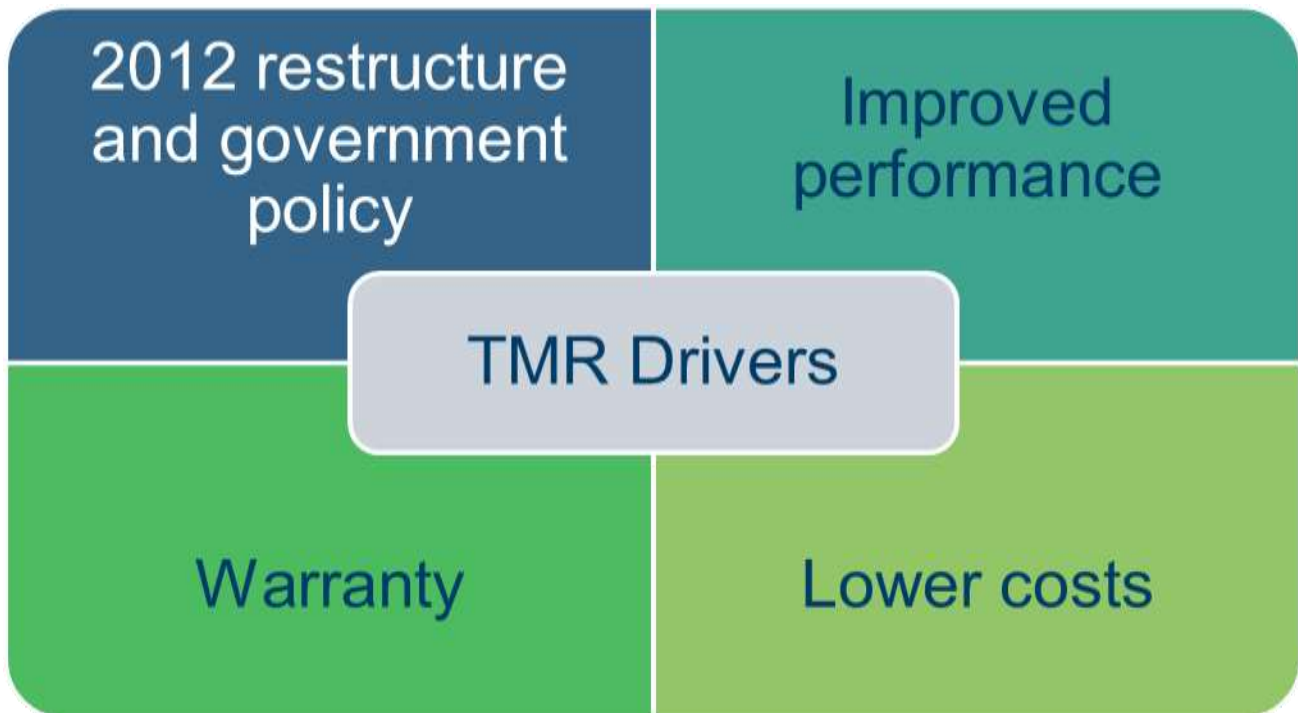 2012 restructure
and government
policy
Improved
performance
TMR Drivers
Warranty
Lower costs